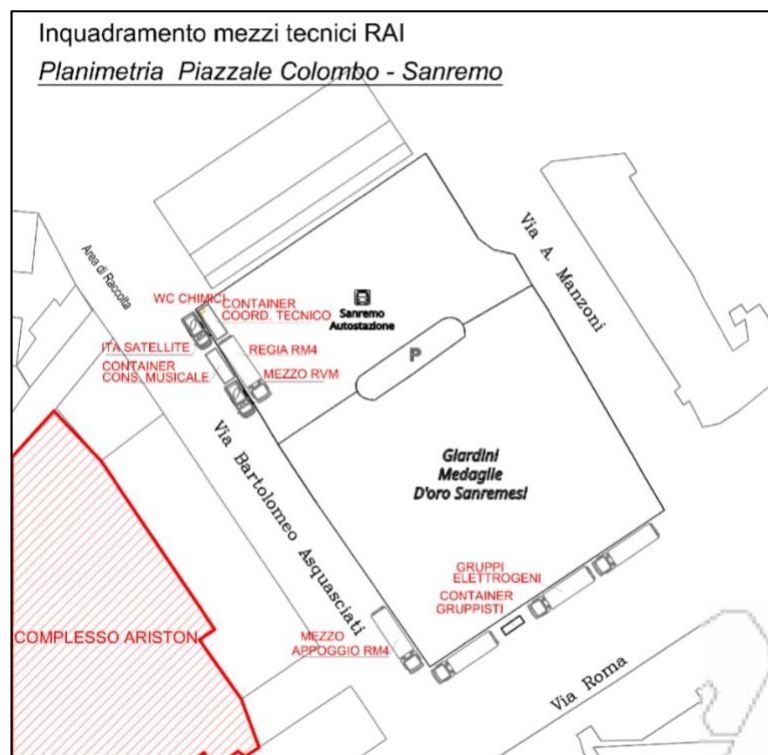 Inquadramento mezzi tecnici RAI
Planimetria Piazzale Colombo - Sanremo
Via A. Manzoni
Area di Raccolta
WC CHIMICI
CONTAINER
COORD. TECNICO
Sanremo
Autostazione
ITA SATELLITE
REGIA RM4
P
CONTAINER
CONS. MUSICALE
MEZZO RVM
Via Bartolomeo Asquasciati
Giardini
Medaglie
D'oro Sanremesi
GRUPPI
ELETTROGENI
CONTAINER
GRUPPISTI
COMPLESSO ARISTON
MEZZO
APPOGGIO RM4
Via Roma